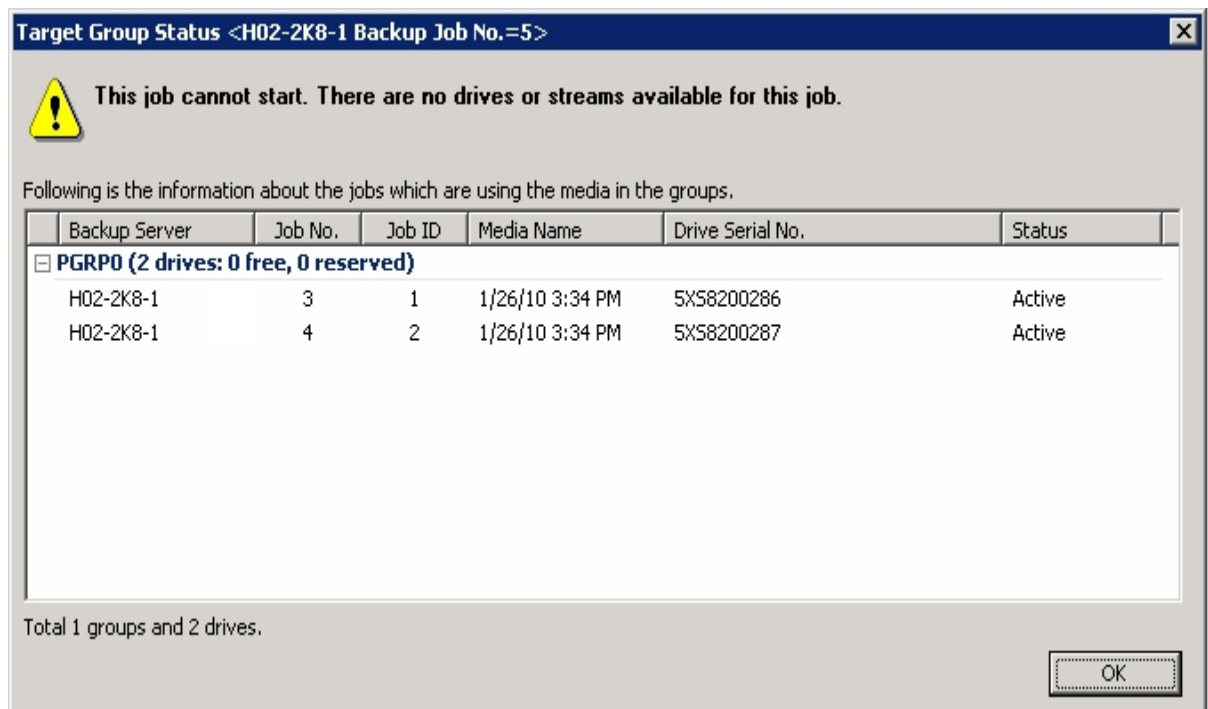 Target Group Status <H02-2K8-1 Backup Job No.=5>
This job cannot start. There are no drives or streams available for this job.
Following is the information about the jobs which are using the media in the groups.
Backup Server Job No. Job ID Media Name Drive Serial No. Status
PGRP0 (2 drives: 0 free, 0 reserved)
H02-2K8-1 3 1 1/26/10 3:34 PM 5XS8200286 Active
H02-2K8-1 4 2 1/26/10 3:34 PM 5XS8200287 Active
Total 1 groups and 2 drives.
OK